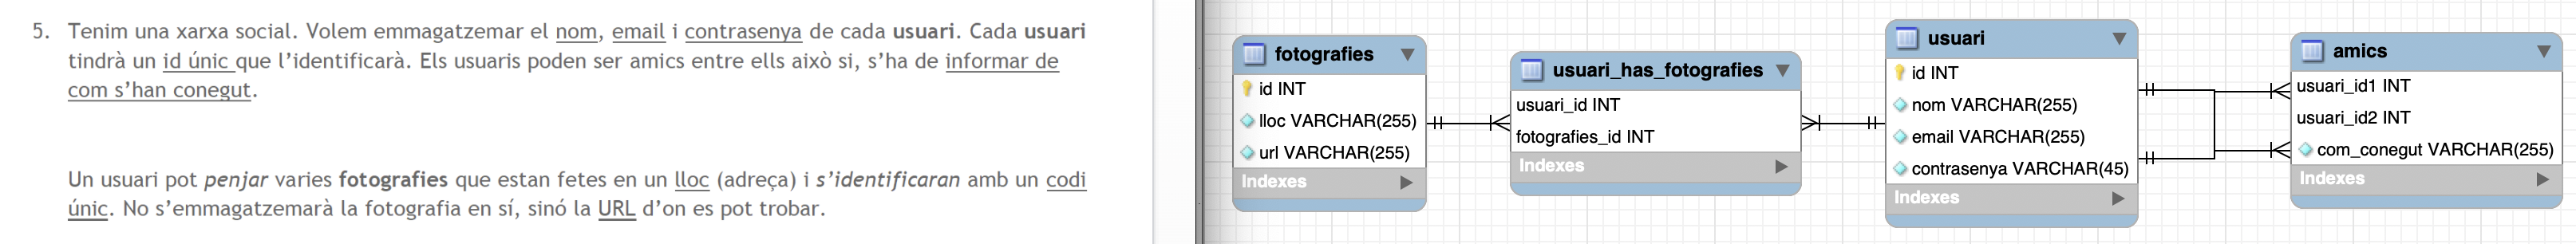 5. Tenim una xarxa social. Volem emmagatzemar el nom, email i contrasenya de cada usuari. Cada usuari
tindrà un id únic que l'identificarà. Els usuaris poden ser amics entre ells això si, s'ha de informar de
com s'han conegut.
Un usuari pot penjar varies fotografies que estan fetes en un lloc (adreça) i s'identificaran amb un codi
únic. No s'emmagatzemarà la fotografia en sí, sinó la URL d'on es pot trobar.
fotografies
id INT
lloc VARCHAR(255)
url VARCHAR(255)
Indexes
usuari_has_fotografies
usuari_id INT
fotografies_id INT
Indexes
usuari
id INT
nom VARCHAR(255)
email VARCHAR(255)
contrasenya VARCHAR(45)
Indexes
amics
usuari_id1 INT
usuari_id2 INT
com_conegut VARCHAR(255)
Indexes